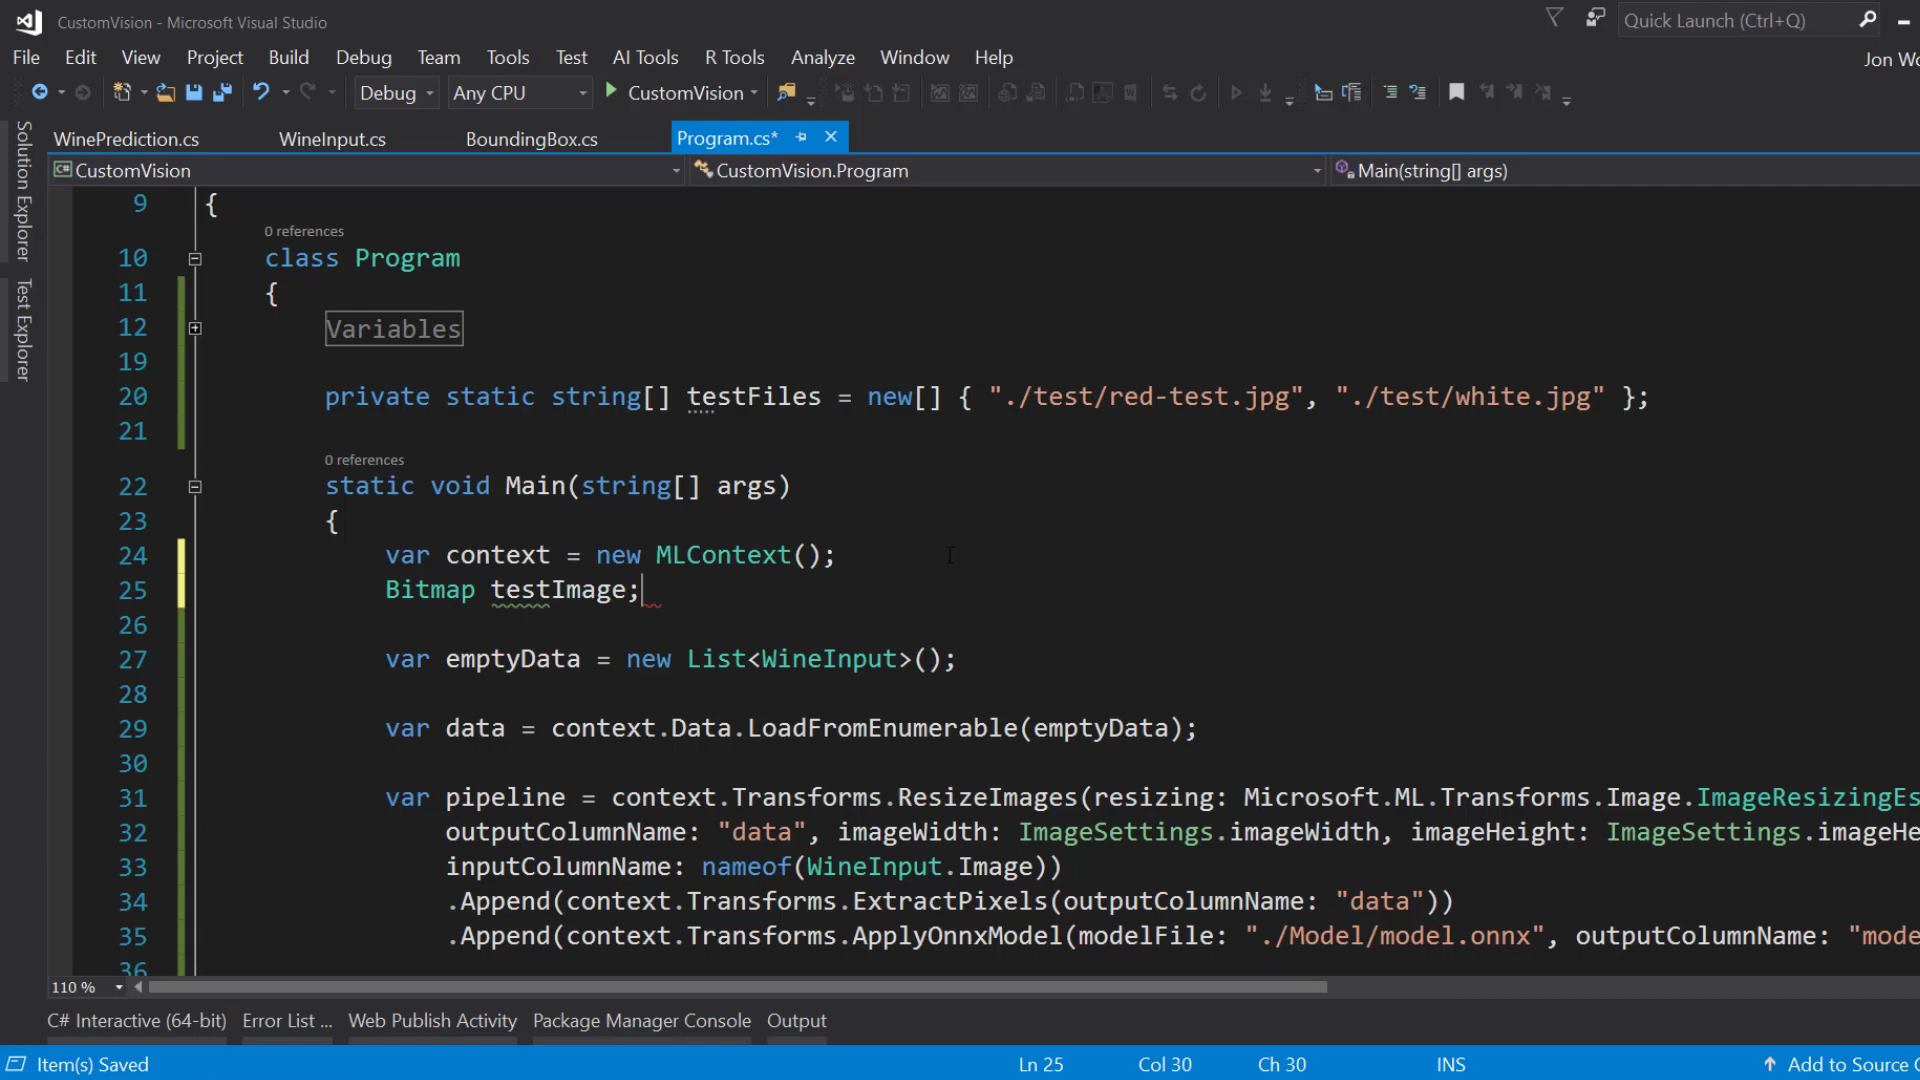 CustomVision - Microsoft Visual Studio
Quick Launch (Ctrl+Q)
File Edit View Project Build Debug Team Tools Test AI Tools R Tools Analyze Window Help
Jon Wo
Debug Any CPU CustomVision
WinePrediction.cs WineInput.cs BoundingBox.cs Program.cs*
CustomVision CustomVision.Program Main(string[] args)
Solution Explorer
Test Explorer
9 {
0 references
10 class Program
11 {
12 Variables
19
20 private static string[] testFiles = new[] { "./test/red-test.jpg", "./test/white.jpg" };
21
0 references
22 static void Main(string[] args)
23 {
24 var context = new MLContext();
25 Bitmap testImage;
26
27 var emptyData = new List<WineInput>();
28
29 var data = context.Data.LoadFromEnumerable(emptyData);
30
31 var pipeline = context.Transforms.ResizeImages(resizing: Microsoft.ML.Transforms.Image.ImageResizingEs
32 outputColumnName: "data", imageWidth: ImageSettings.imageWidth, imageHeight: ImageSettings.imageHe
33 inputColumnName: nameof(WineInput.Image))
34 .Append(context.Transforms.ExtractPixels(outputColumnName: "data"))
35 .Append(context.Transforms.ApplyOnnxModel(modelFile: "./Model/model.onnx", outputColumnName: "mode
36
110 %
C# Interactive (64-bit) Error List ... Web Publish Activity Package Manager Console Output
Item(s) Saved Ln 25 Col 30 Ch 30 INS Add to Source C